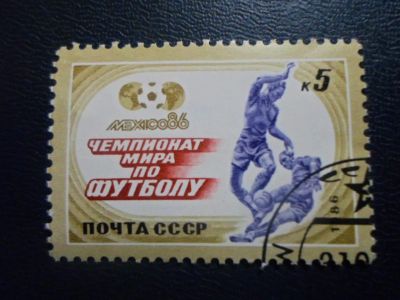 к5
MEXICO86
ЧЕМПИОНАТ
МИРА
ПО
ФУТБОЛУ
ПОЧТА СССР